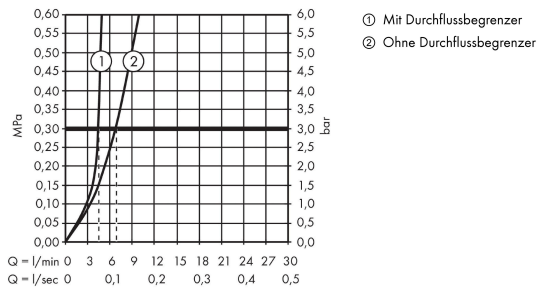 0,60 6,0 ① Mit Durchflussbegrenzer
0,55 5,5 ② Ohne Durchflussbegrenzer
0,50 5,0
1 2
0,45 4,5
0,40 4,0
0,35 3,5
MPa 0,30 3,0 bar
0,25 2,5
0,20 2,0
0,15 1,5
0,10 1,0
0,05 0,5
0,00 0,0
Q = l/min 0 3 6 9 12 15 18 21 24 27 30
Q = l/sec 0 0,1 0,2 0,3 0,4 0,5